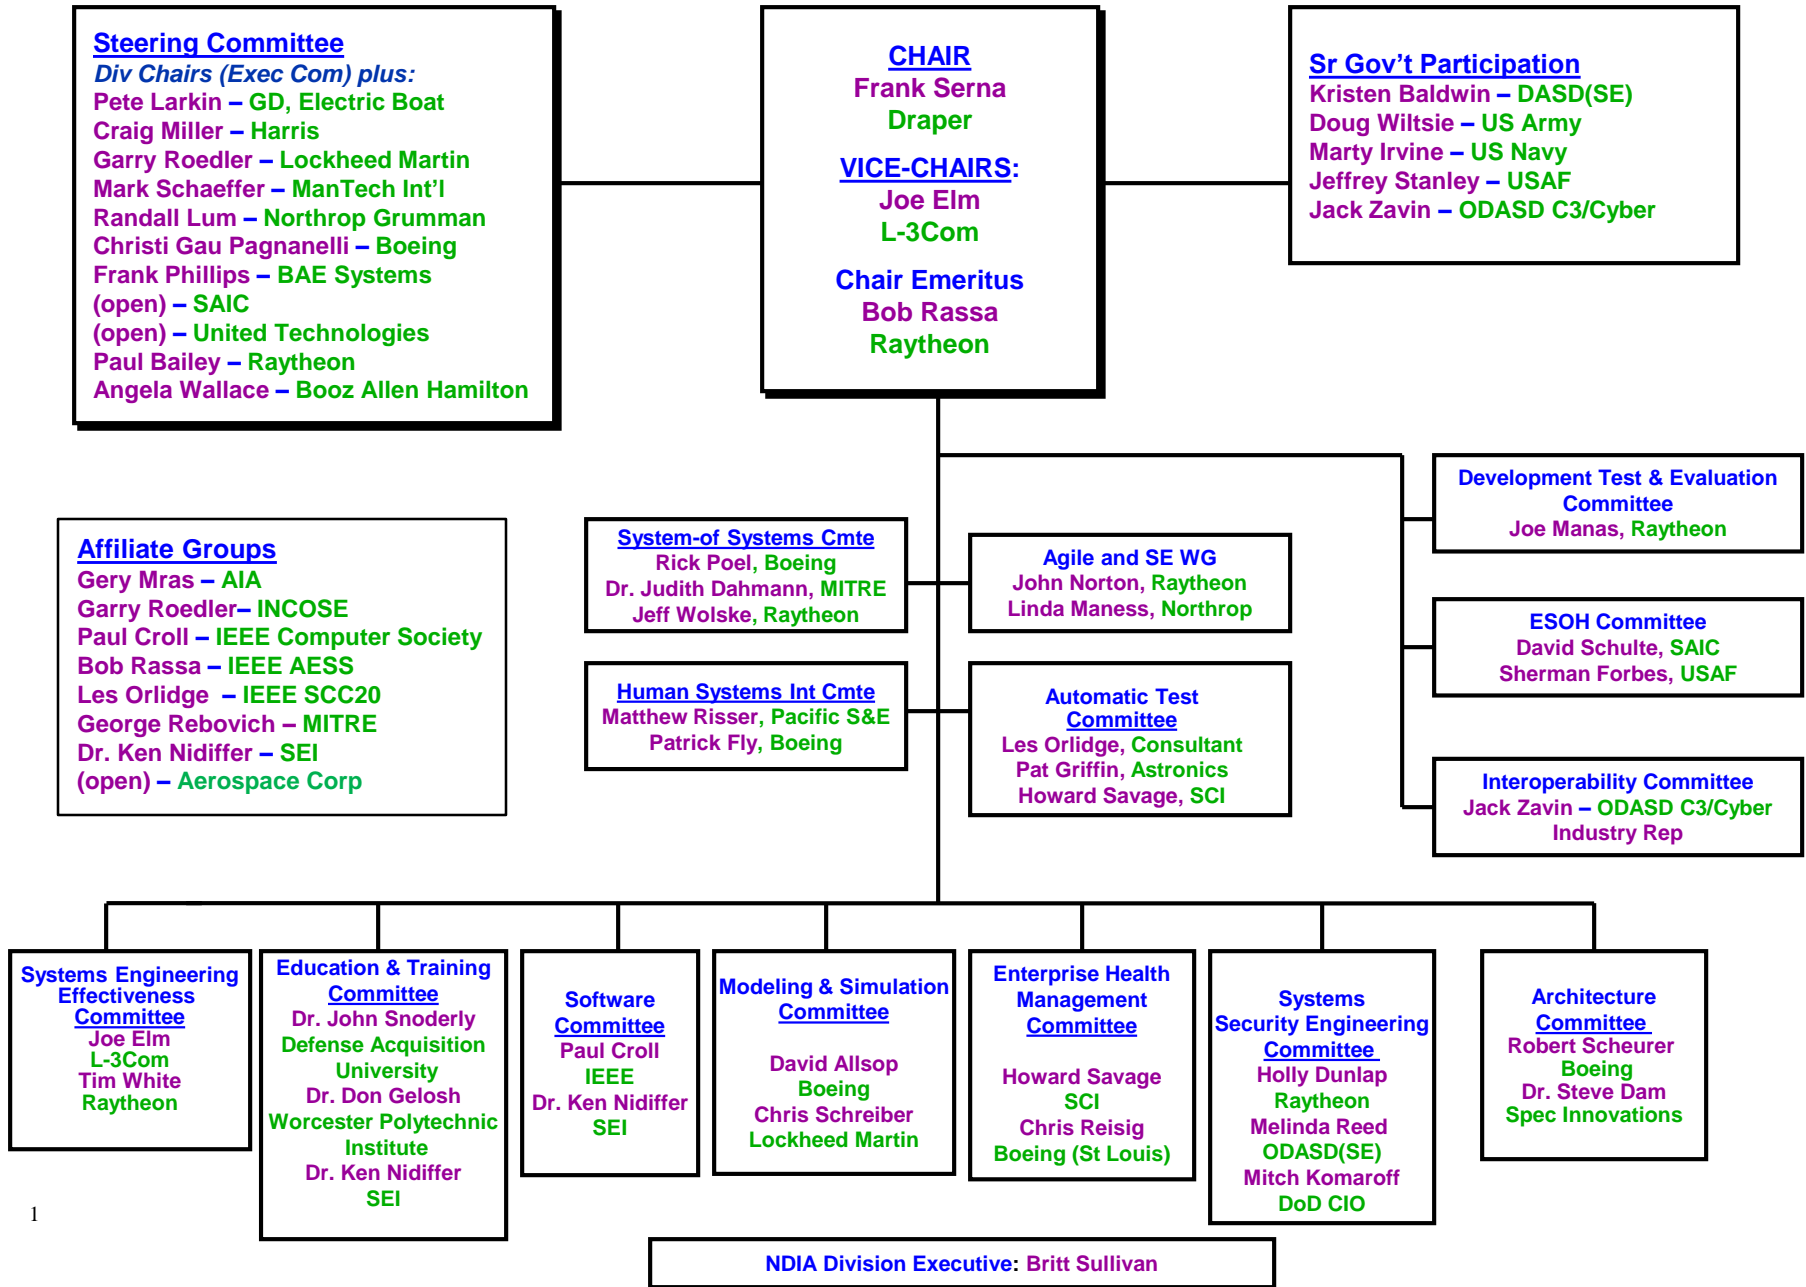 Steering Committee
Div Chairs (Exec Com) plus:
Pete Larkin – GD, Electric Boat
Craig Miller – Harris
Garry Roedler – Lockheed Martin
Mark Schaeffer – ManTech Int’l
Randall Lum – Northrop Grumman
Christi Gau Pagnanelli – Boeing
Frank Phillips – BAE Systems
(open) – SAIC
(open) – United Technologies
Paul Bailey – Raytheon
Angela Wallace – Booz Allen Hamilton
CHAIR
Frank Serna
Draper
VICE-CHAIRS:
Joe Elm
L-3Com
Chair Emeritus
Bob Rassa
Raytheon
Sr Gov’t Participation
Kristen Baldwin – DASD(SE)
Doug Wiltsie – US Army
Marty Irvine – US Navy
Jeffrey Stanley – USAF
Jack Zavin – ODASD C3/Cyber
Affiliate Groups
Gery Mras – AIA
Garry Roedler– INCOSE
Paul Croll – IEEE Computer Society
Bob Rassa – IEEE AESS
Les Orlidge – IEEE SCC20
George Rebovich – MITRE
Dr. Ken Nidiffer – SEI
(open) – Aerospace Corp
System-of Systems Cmte
Rick Poel, Boeing
Dr. Judith Dahmann, MITRE
Jeff Wolske, Raytheon
Agile and SE WG
John Norton, Raytheon
Linda Maness, Northrop
Human Systems Int Cmte
Matthew Risser, Pacific S&E
Patrick Fly, Boeing
Automatic Test
Committee
Les Orlidge, Consultant
Pat Griffin, Astronics
Howard Savage, SCI
Development Test & Evaluation
Committee
Joe Manas, Raytheon
ESOH Committee
David Schulte, SAIC
Sherman Forbes, USAF
Interoperability Committee
Jack Zavin – ODASD C3/Cyber
Industry Rep
Systems Engineering
Effectiveness
Committee
Joe Elm
L-3Com
Tim White
Raytheon
Education & Training
Committee
Dr. John Snoderly
Defense Acquisition
University
Dr. Don Gelosh
Worcester Polytechnic
Institute
Dr. Ken Nidiffer
SEI
Software
Committee
Paul Croll
IEEE
Dr. Ken Nidiffer
SEI
Modeling & Simulation
Committee
David Allsop
Boeing
Chris Schreiber
Lockheed Martin
Enterprise Health
Management
Committee
Howard Savage
SCI
Chris Reisig
Boeing (St Louis)
Systems
Security Engineering
Committee
Holly Dunlap
Raytheon
Melinda Reed
ODASD(SE)
Mitch Komaroff
DoD CIO
Architecture
Committee
Robert Scheurer
Boeing
Dr. Steve Dam
Spec Innovations
1
NDIA Division Executive: Britt Sullivan